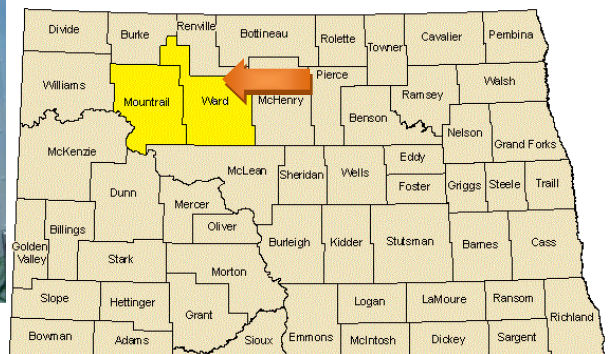 Divide
Burke
Renville
Bottineau
Rolette
Towner
Cavalier
Pembina
Williams
Mountrail
Ward
McHenry
Pierce
Benson
Ramsey
Walsh
Nelson
Grand Forks
McKenzie
McLean
Sheridan
Wells
Eddy
Foster
Griggs
Steele
Traill
Dunn
Mercer
Oliver
Billings
Golden
Valley
Stark
Morton
Burleigh
Kidder
Stutsman
Barnes
Cass
Slope
Hettinger
Grant
Logan
LaMoure
Ransom
Richland
Bowman
Adams
Sioux
Emmons
McIntosh
Dickey
Sargent